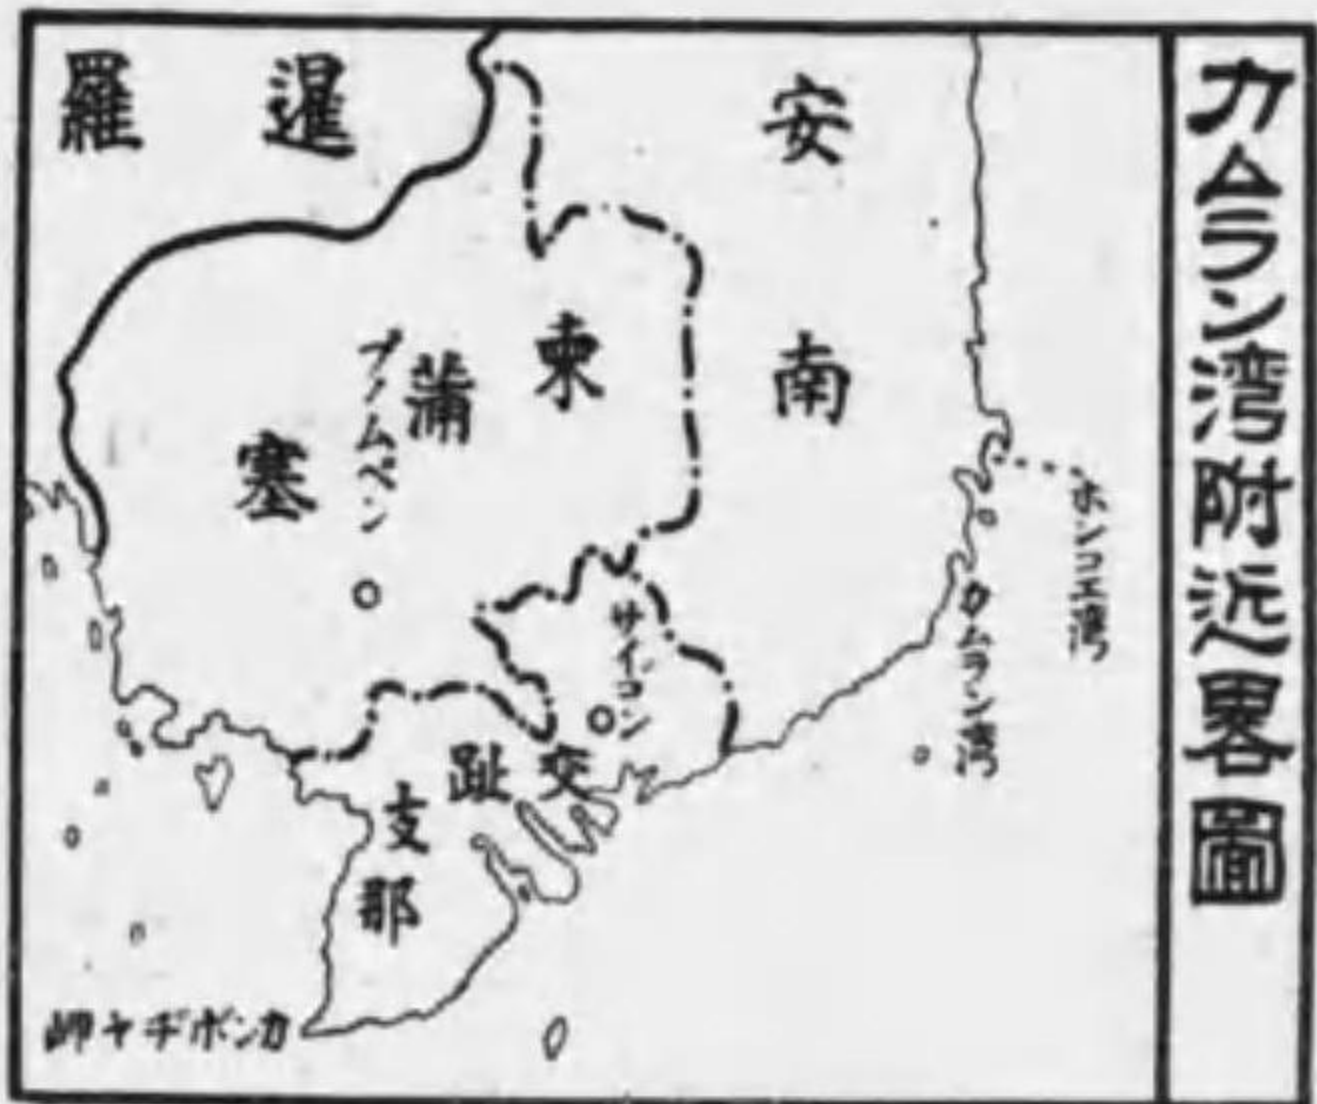 カムラン湾附近畧圖
安南
暹羅
柬蒲塞
プノムペン
サイゴン
交趾支那
ホンコエ湾
カムラン湾
岬ヤヂボンカ